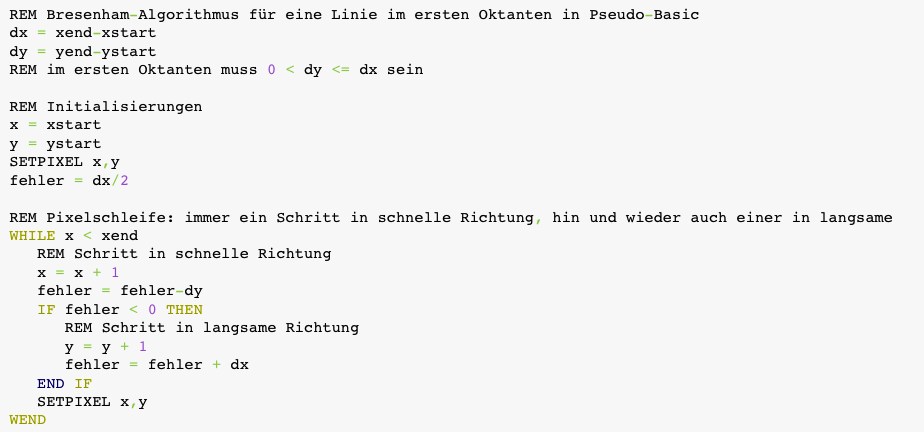 REM Bresenham-Algorithmus für eine Linie im ersten Oktanten in Pseudo-Basic
dx = xend-xstart
dy = yend-ystart
REM im ersten Oktanten muss 0 < dy <= dx sein

REM Initialisierungen
x = xstart
y = ystart
SETPIXEL x,y
fehler = dx/2

REM Pixelschleife: immer ein Schritt in schnelle Richtung, hin und wieder auch einer in langsame
WHILE x < xend
   REM Schritt in schnelle Richtung
   x = x + 1
   fehler = fehler-dy
   IF fehler < 0 THEN
      REM Schritt in langsame Richtung
      y = y + 1
      fehler = fehler + dx
   END IF
   SETPIXEL x,y
WEND